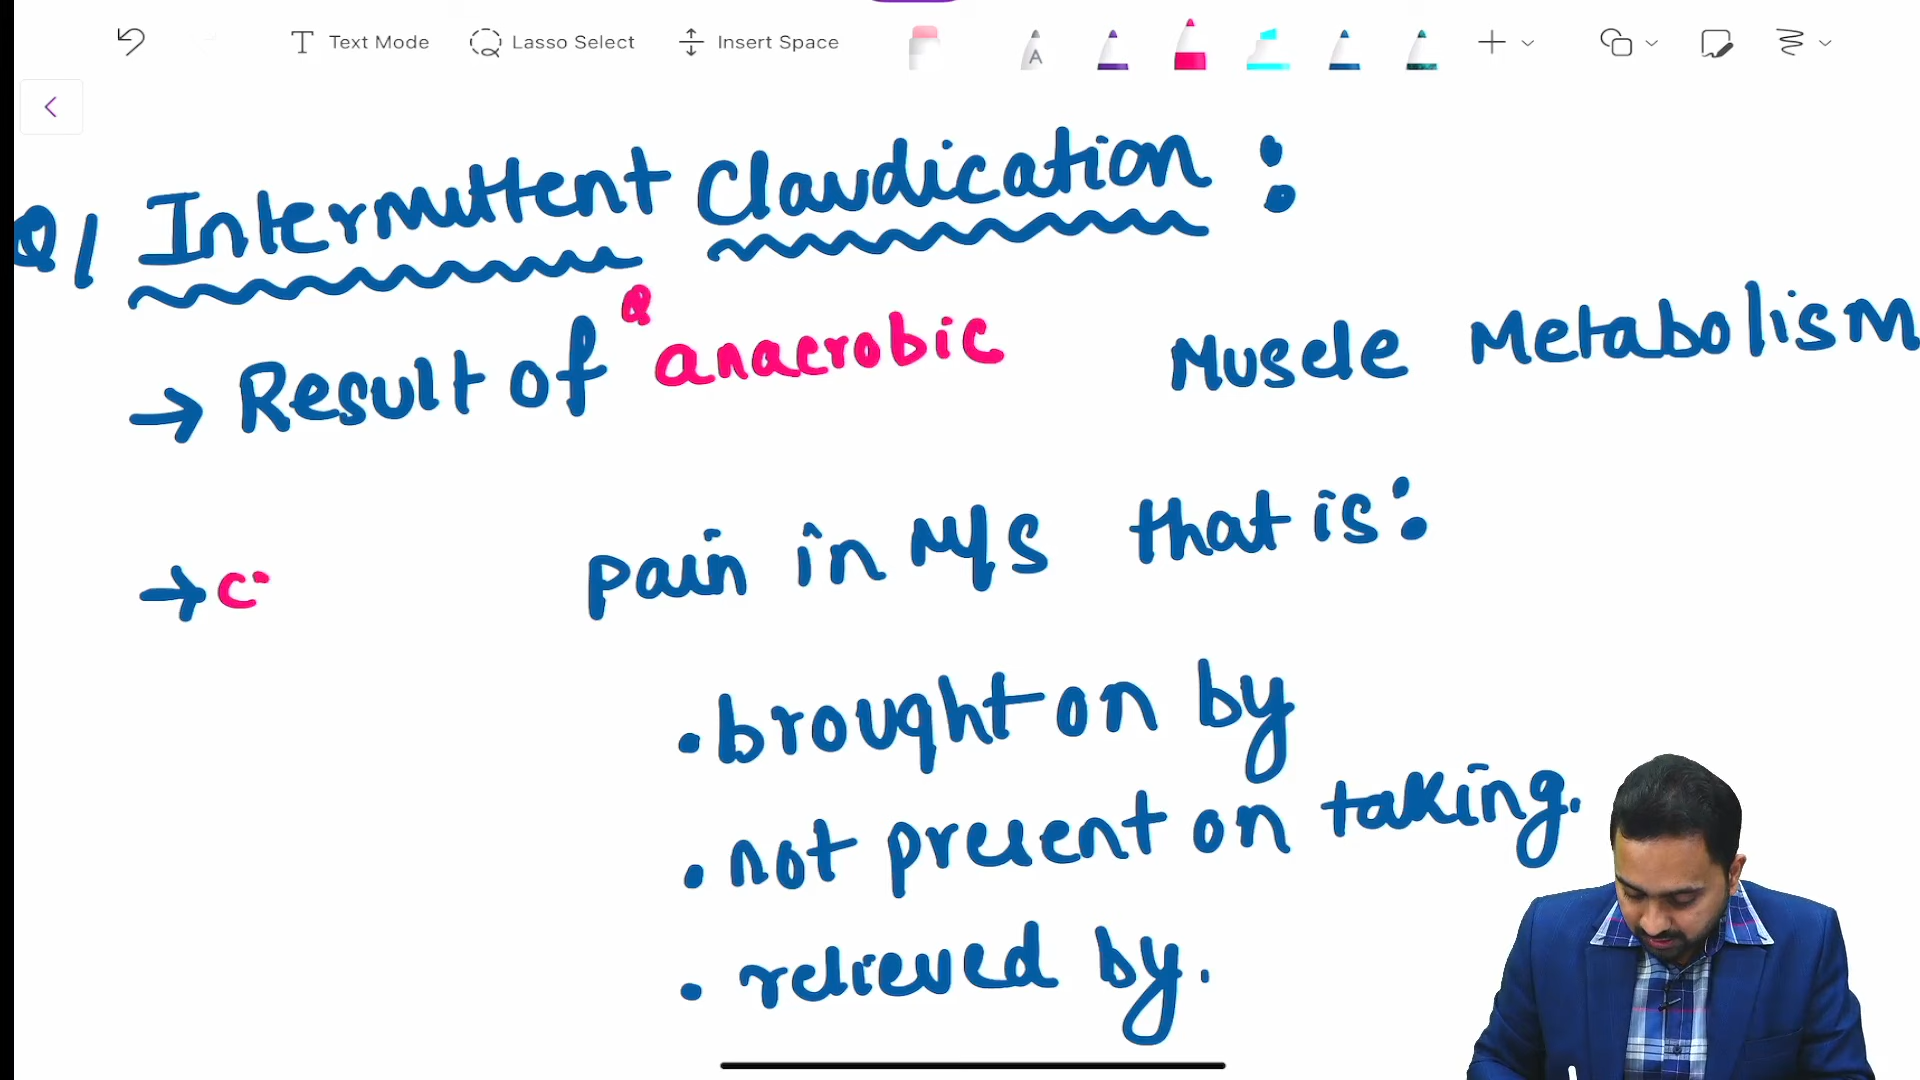 Text Mode Lasso Select Insert Space A
Q1 Intermittent Claudication :
Q
→ Result of anaerobic Muscle Metabolism
→ pain in M/S that is :
• brought on by
• not present on taking.
• relieved by.